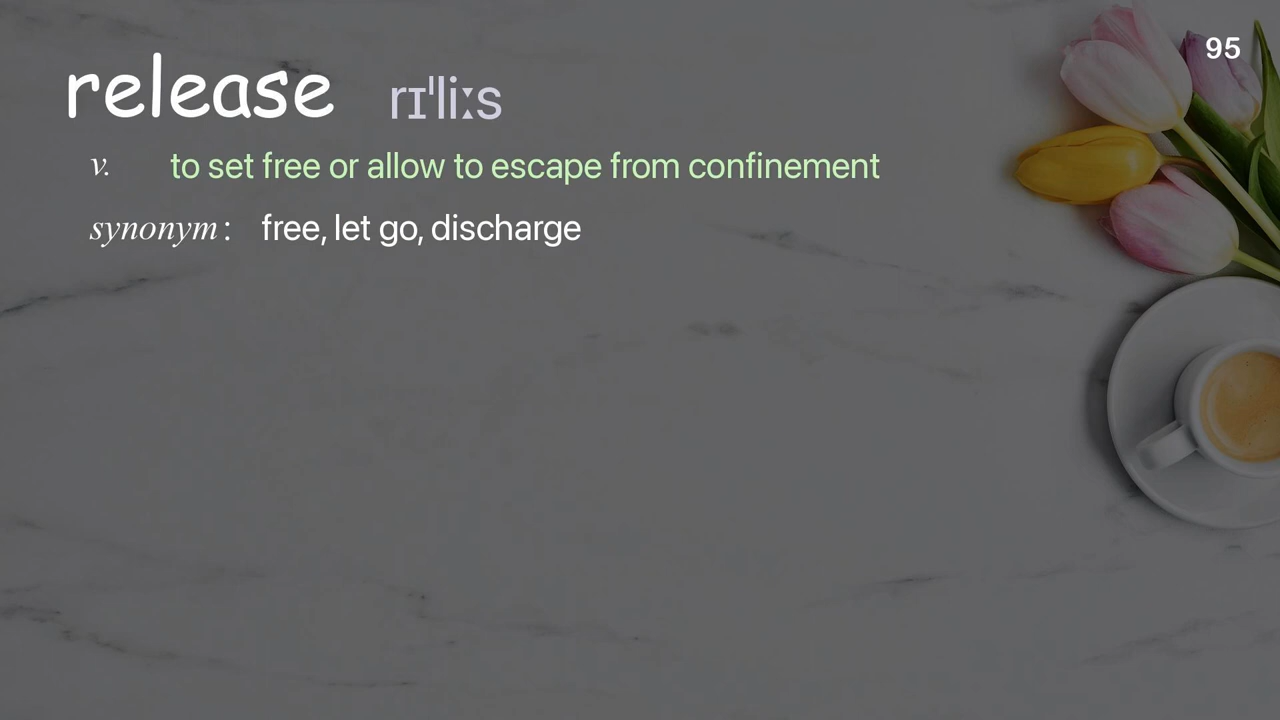 95
release rɪˈliːs
v. to set free or allow to escape from confinement
synonym : free, let go, discharge